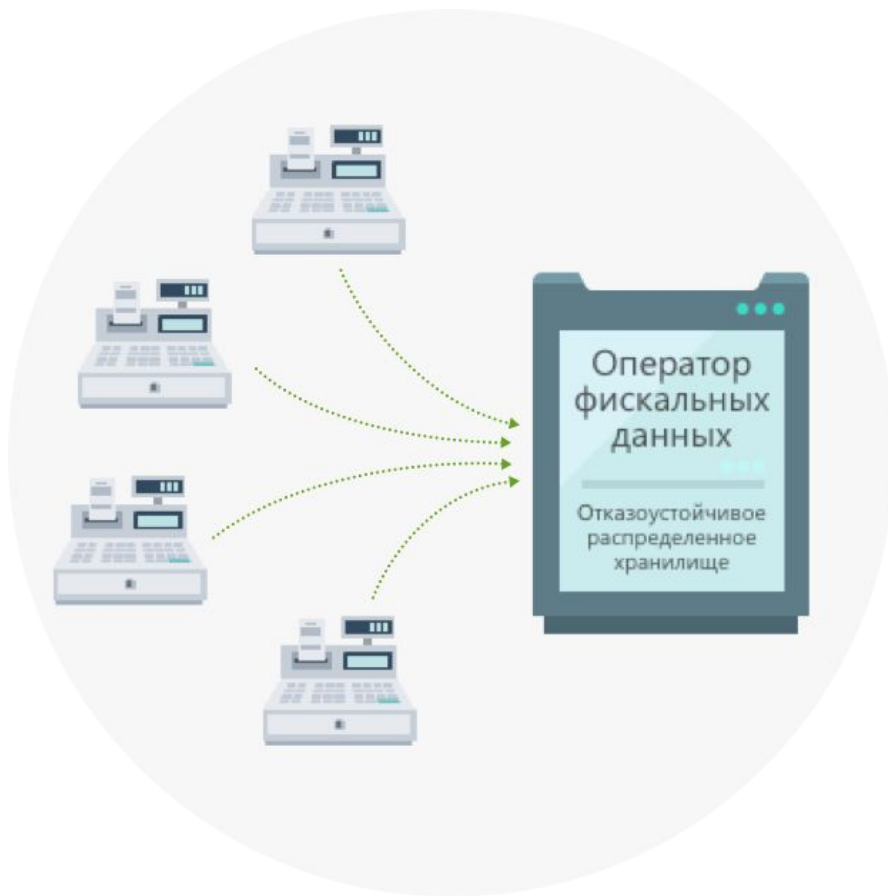 Оператор
фискальных
данных
Отказоустойчивое
распределенное
хранилище